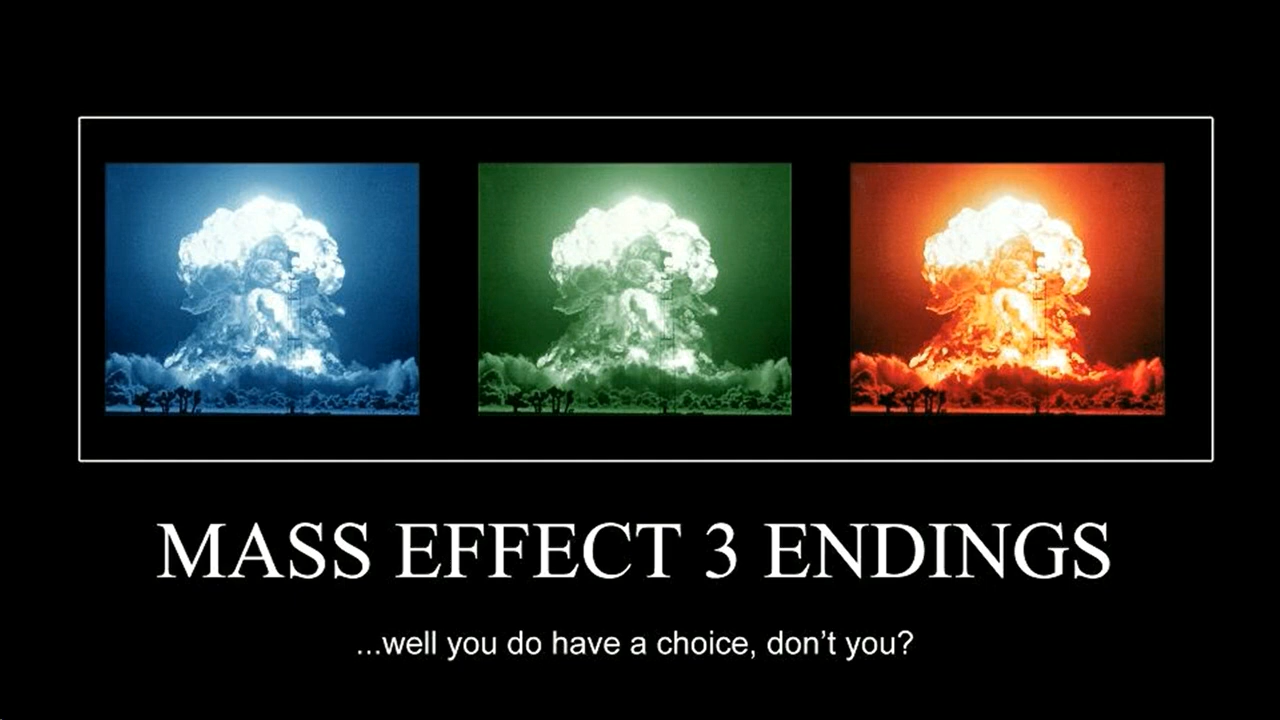 MASS EFFECT 3 ENDINGS
...well you do have a choice, don’t you?